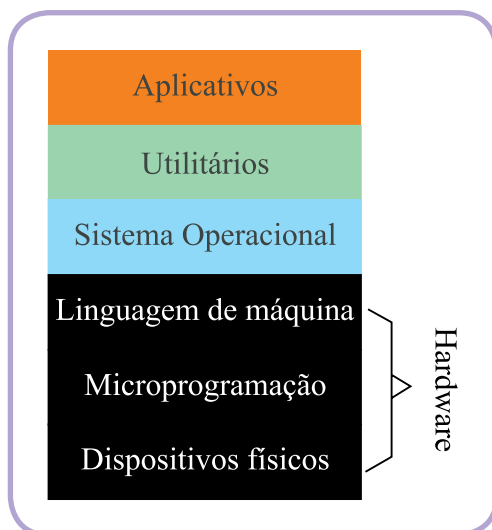 Aplicativos
Utilitários
Sistema Operacional
Linguagem de máquina
Microprogramação
Dispositivos físicos
Hardware